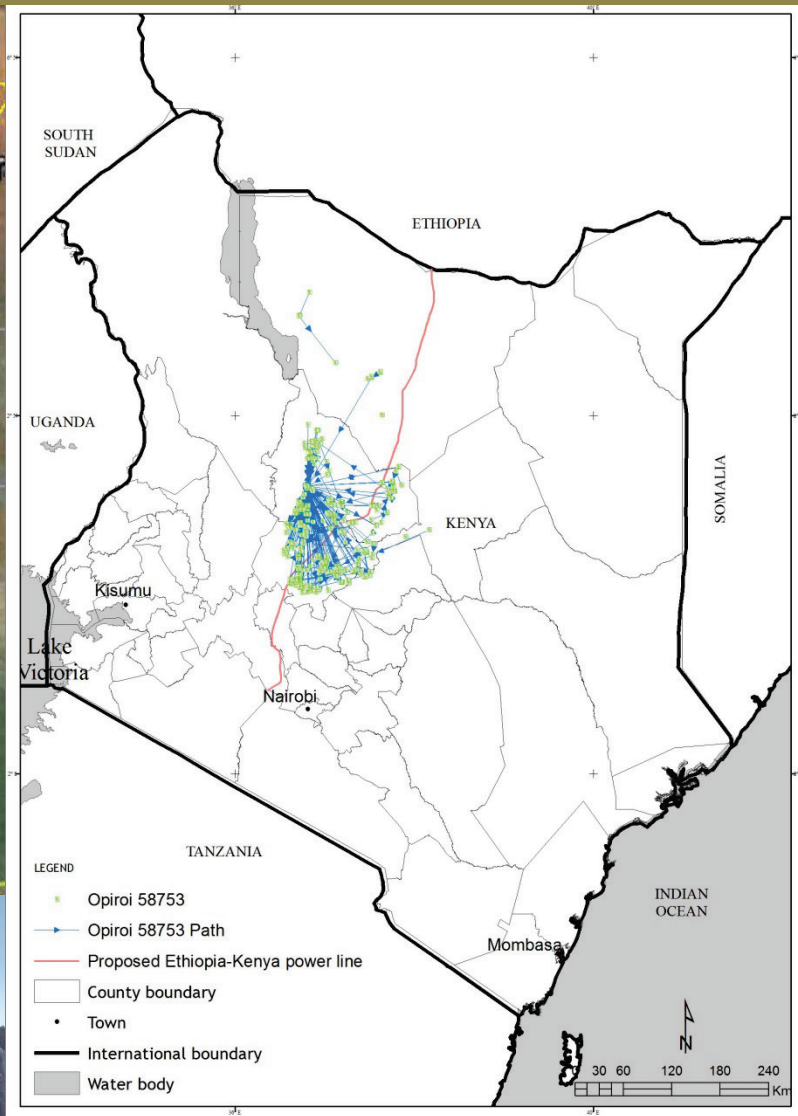 SOUTH
SUDAN
ETHIOPIA
UGANDA
SOMALIA
KENYA
Kisumu
Lake
Victoria
Nairobi
TANZANIA
INDIAN
OCEAN
Mombasa
LEGEND
Opiroi 58753
Opiroi 58753 Path
Proposed Ethiopia-Kenya power line
County boundary
Town
International boundary
Water body
N
30 60 120 180 240
Km